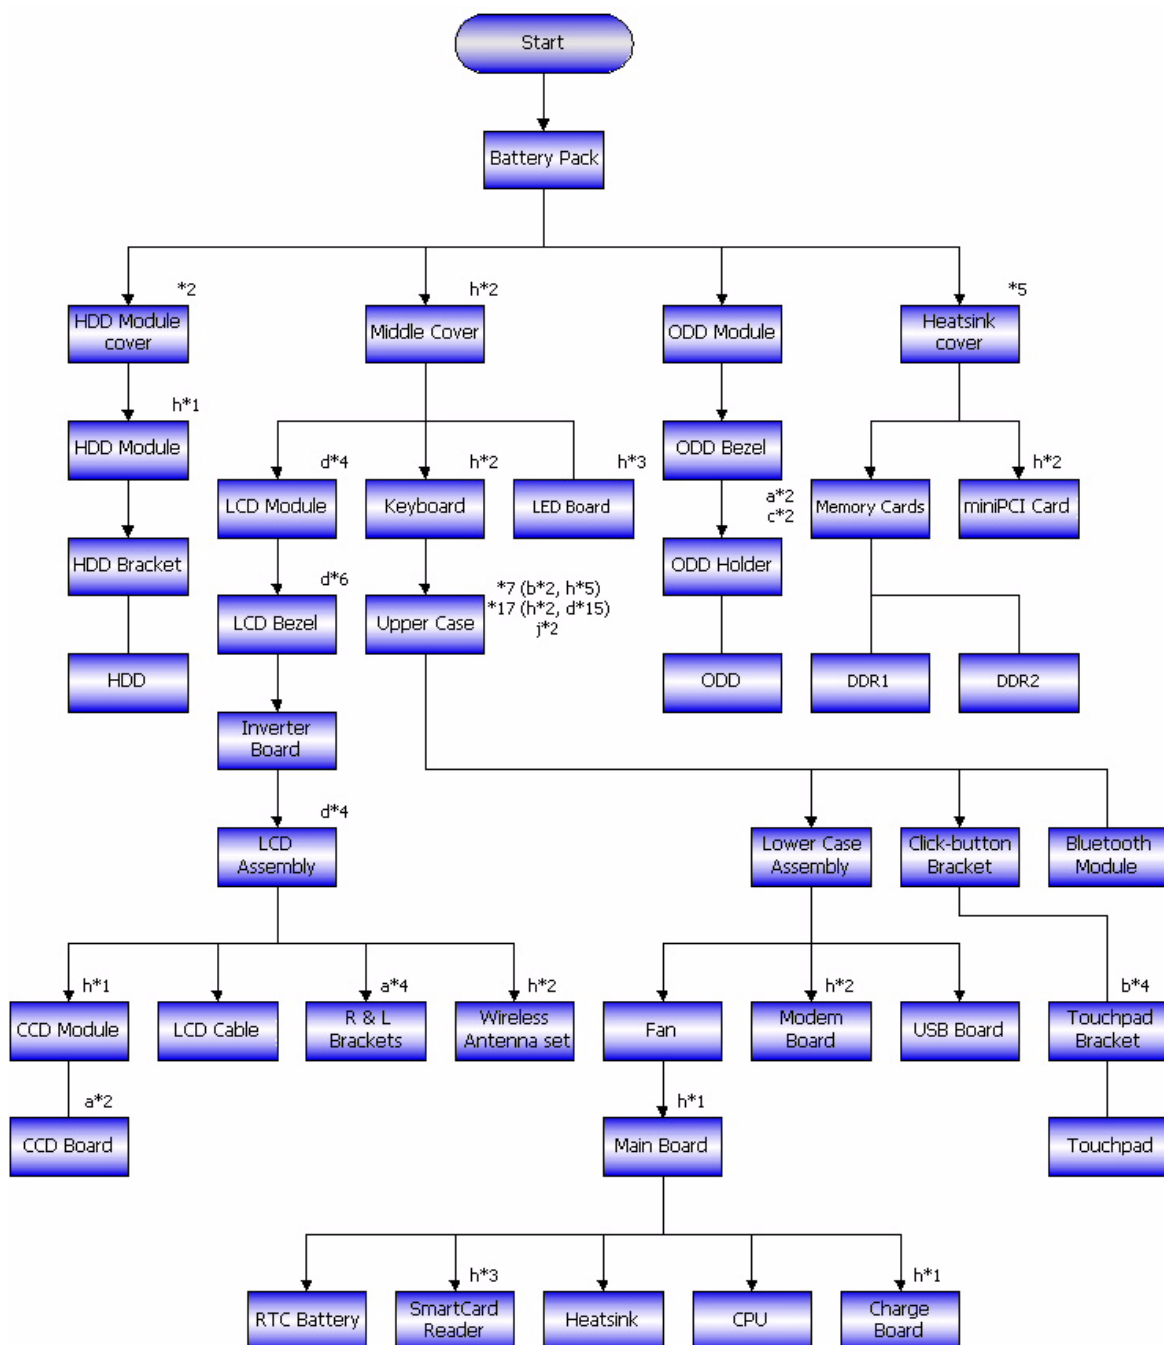 Start
Battery Pack
*2
h*2
*5
HDD Module
cover
Middle Cover
ODD Module
Heatsink
cover
h*1
HDD Module
ODD Bezel
d*4
h*2
h*3
h*2
LCD Module
Keyboard
LED Board
a*2
c*2
Memory Cards
miniPCI Card
HDD Bracket
ODD Holder
d*6
*7 (b*2, h*5)
*17 (h*2, d*15)
j*2
LCD Bezel
Upper Case
HDD
ODD
DDR1
DDR2
Inverter
Board
d*4
LCD
Assembly
Lower Case
Assembly
Click-button
Bracket
Bluetooth
Module
h*1
a*4
h*2
h*2
b*4
CCD Module
LCD Cable
R & L
Brackets
Wireless
Antenna set
Fan
Modem
Board
USB Board
Touchpad
Bracket
a*2
h*1
CCD Board
Main Board
Touchpad
h*3
h*1
RTC Battery
SmartCard
Reader
Heatsink
CPU
Charge
Board